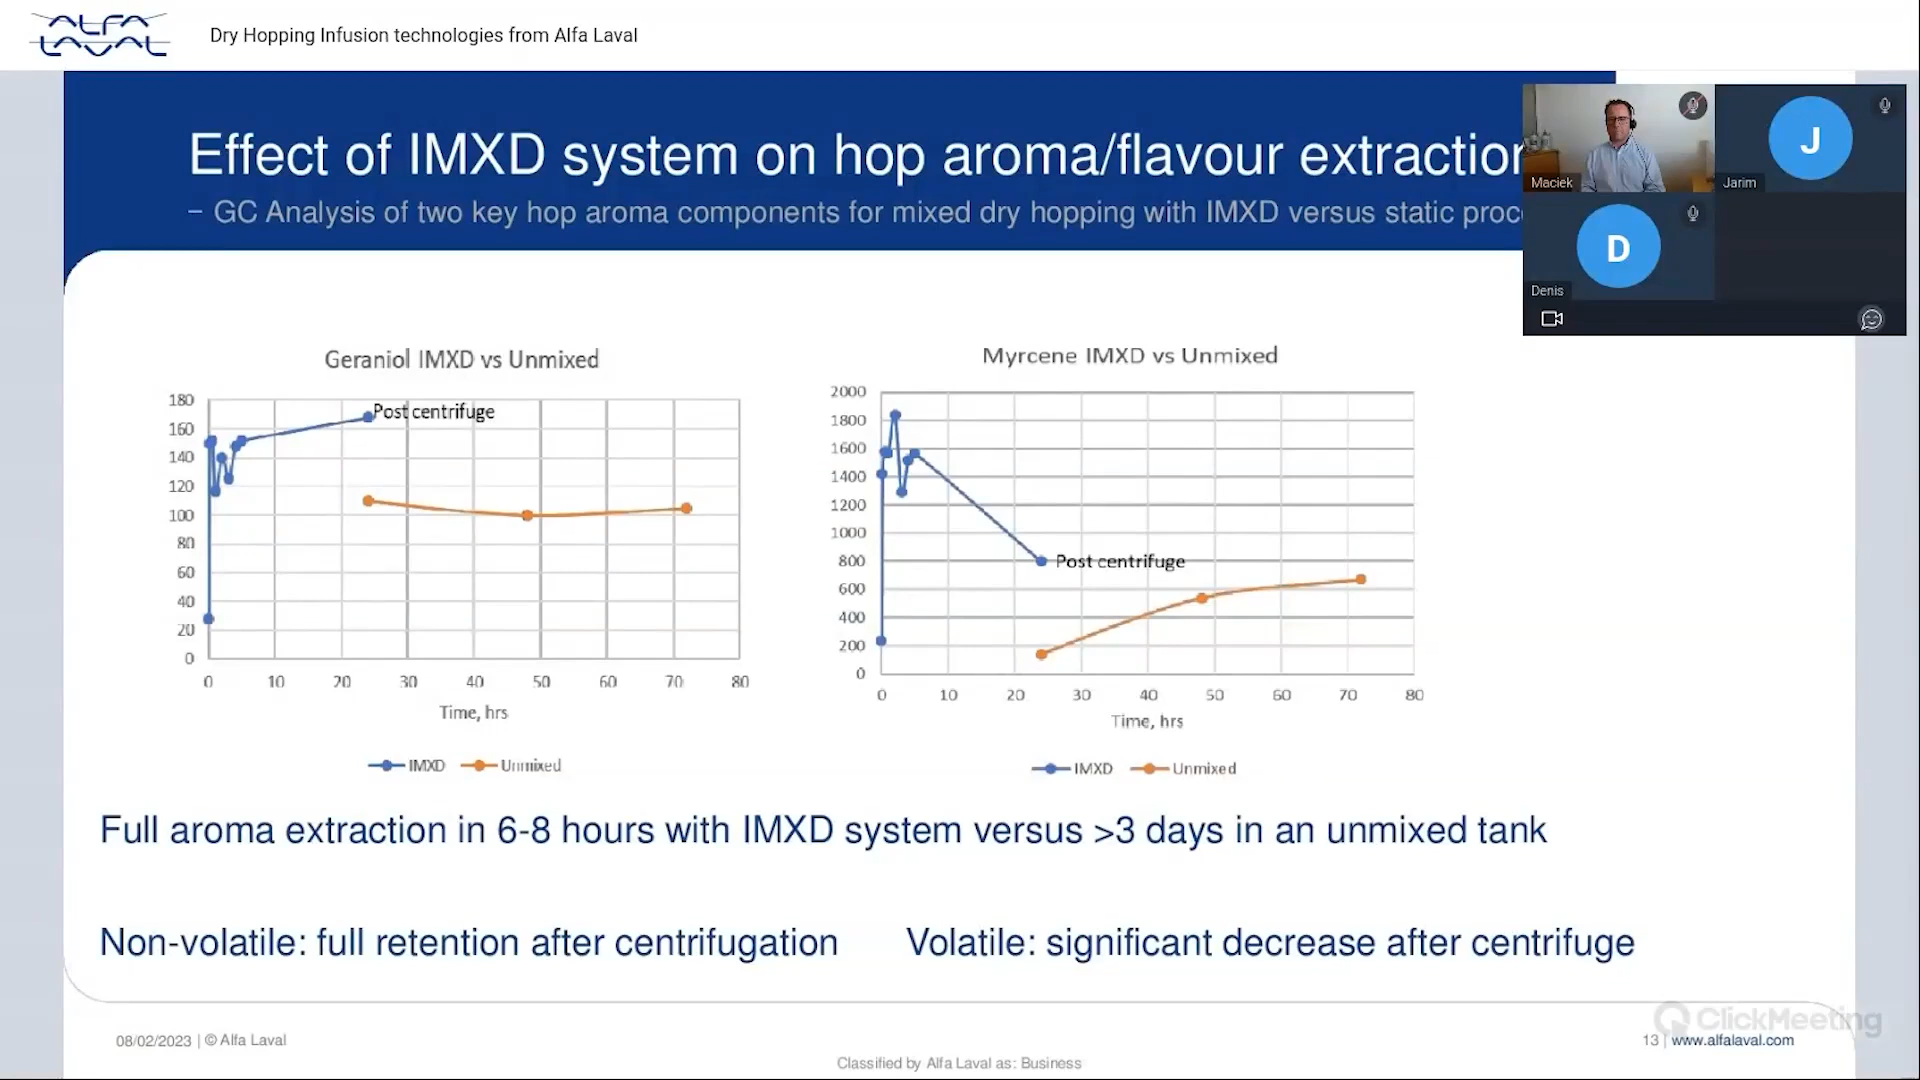 ALFA
LAVAL
Dry Hopping Infusion technologies from Alfa Laval
Effect of IMXD system on hop aroma/flavour extraction
– GC Analysis of two key hop aroma components for mixed dry hopping with IMXD versus static proc
Maciek
J
Jarim
D
Denis
Geraniol IMXD vs Unmixed
180
160
140
120
100
80
60
40
20
0
Post centrifuge
0 10 20 30 40 50 60 70 80
Time, hrs
IMXD Unmixed
Myrcene IMXD vs Unmixed
2000
1800
1600
1400
1200
1000
800
600
400
200
0
Post centrifuge
0 10 20 30 40 50 60 70 80
Time, hrs
IMXD Unmixed
Full aroma extraction in 6-8 hours with IMXD system versus >3 days in an unmixed tank
Non-volatile: full retention after centrifugation
Volatile: significant decrease after centrifuge
08/02/2023 | © Alfa Laval
ClickMeeting
13 | www.alfalaval.com
Classified by Alfa Laval as: Business